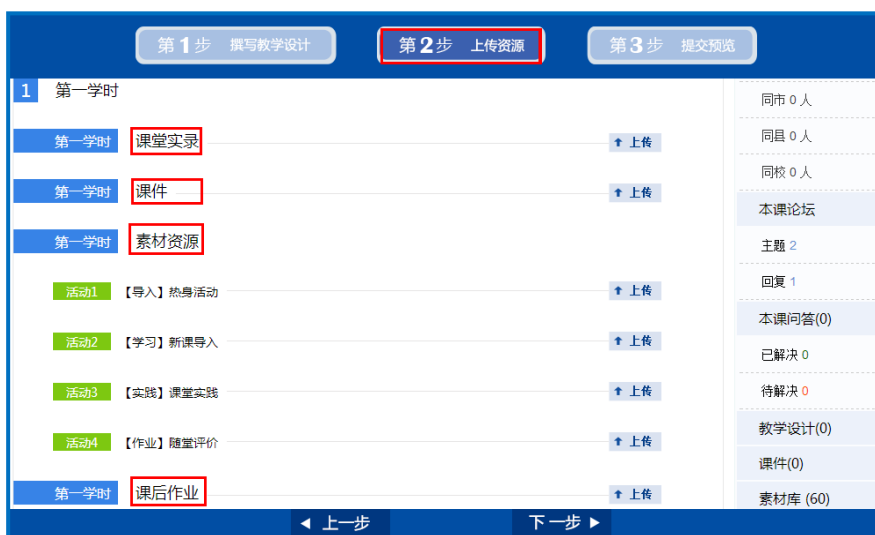 第1步 撰写教学设计
第2步 上传资源
第3步 提交预览
1 第一学时
第一学时 课堂实录 上传
第一学时 课件 上传
第一学时 素材资源
活动1 【导入】热身活动 上传
活动2 【学习】新课导入 上传
活动3 【实践】课堂实践 上传
活动4 【作业】随堂评价 上传
第一学时 课后作业 上传
同市 0 人
同县 0 人
同校 0 人
本课论坛
主题 2
回复 1
本课问答(0)
已解决 0
待解决 0
教学设计(0)
课件(0)
素材库 (60)
上一步
下一步